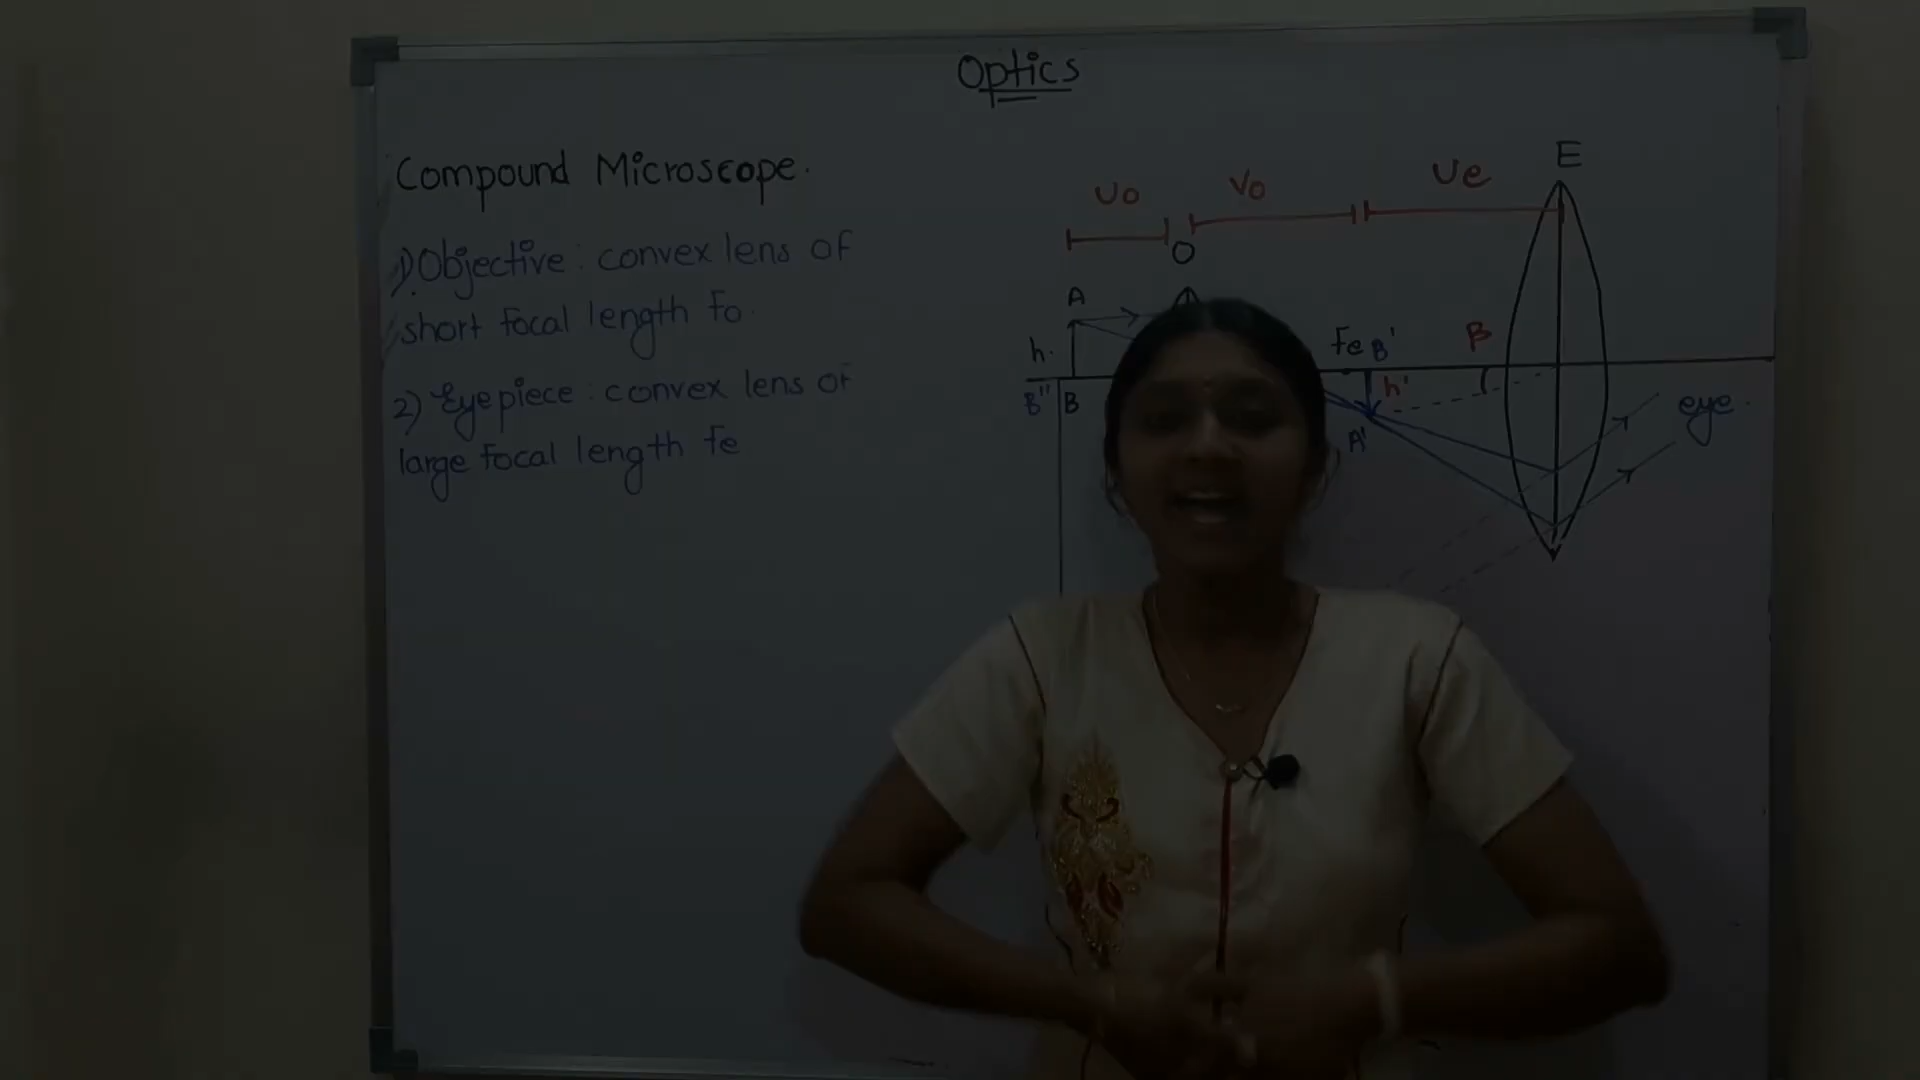 Optics
Compound Microscope.
1) Objective : convex lens of
short focal length fo.
2) Eyepiece : convex lens of
large focal length fe
E
Uo
Vo
Ue
O
A
h.
Fe B'
β
B"
B
h'
A'
eye.